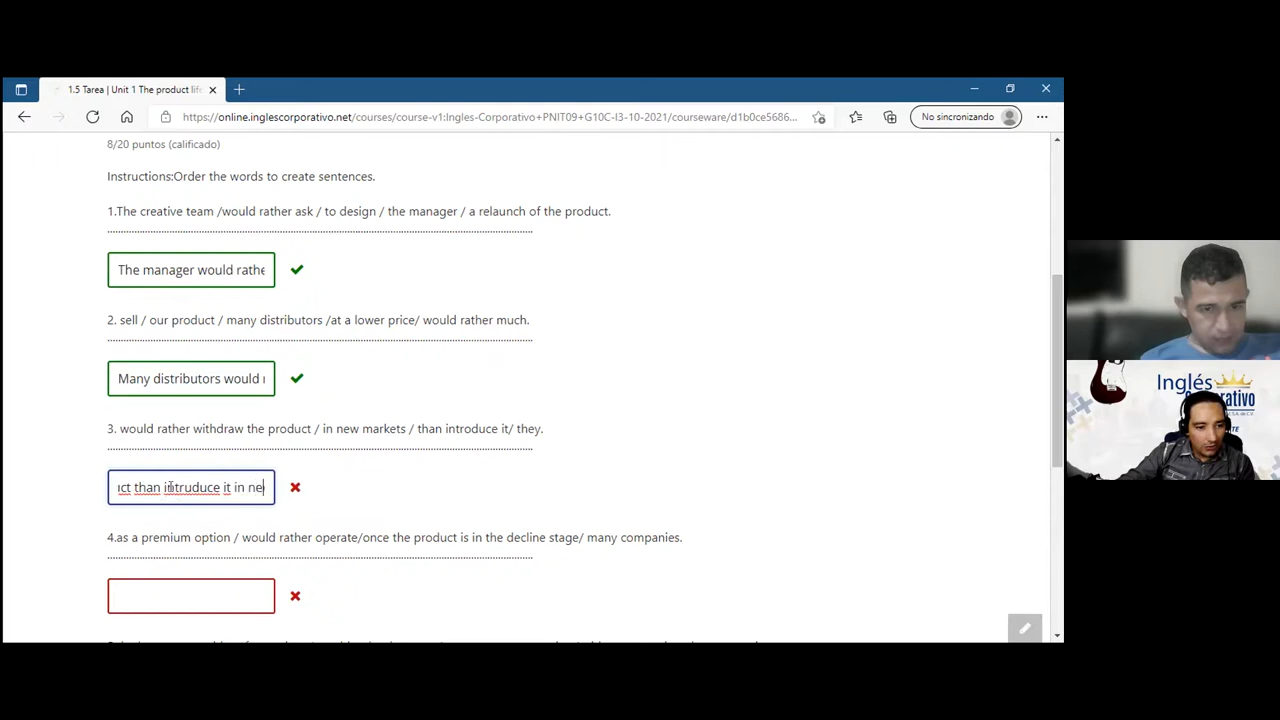 1.5 Tarea | Unit 1 The product life
https://online.inglescorporativo.net/courses/course-v1:Ingles-Corporativo+PNIT09+G10C-I3-10-2021/courseware/d1b0ce5686...
No sincronizando
8/20 puntos (calificado)
Instructions:Order the words to create sentences.
1.The creative team /would rather ask / to design / the manager / a relaunch of the product.
The manager would rathe
2. sell / our product / many distributors /at a lower price/ would rather much.
Many distributors would
3. would rather withdraw the product / in new markets / than introduce it/ they.
uct than intruduce it in ne
4.as a premium option / would rather operate/once the product is in the decline stage/ many companies.
Inglés
Corporativo